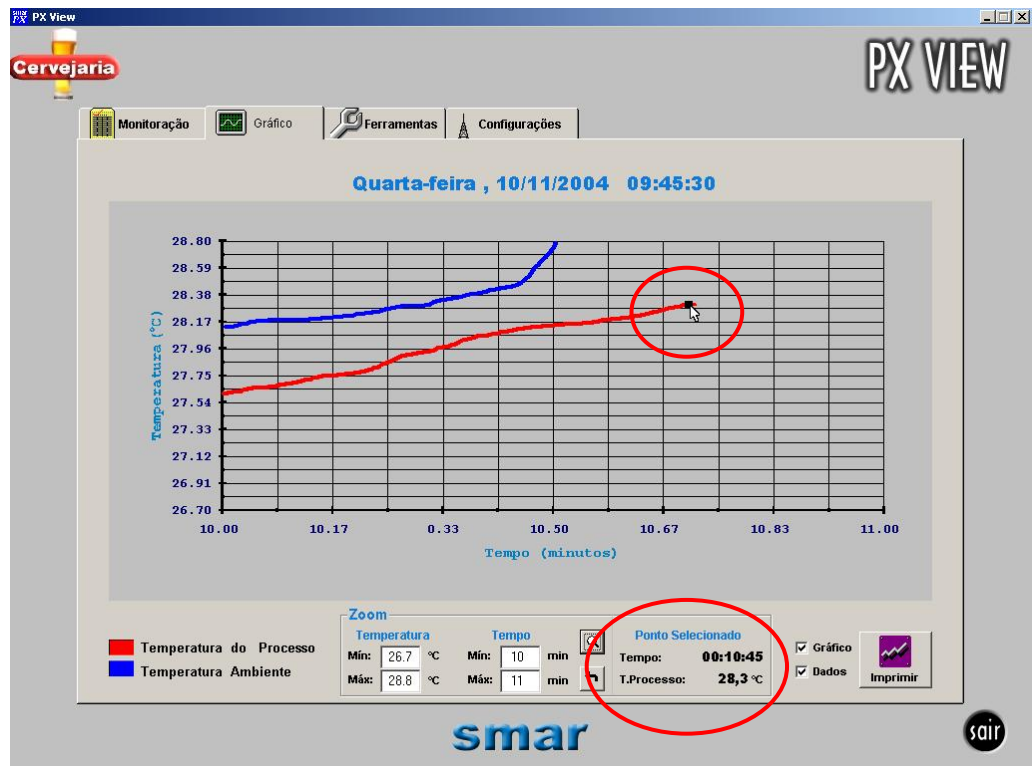 smar PX PX View
Cervejaria
PX VIEW
Monitoração Gráfico Ferramentas Configurações
Quarta-feira , 10/11/2004 09:45:30
Temperatura (°C)
28.80
28.59
28.38
28.17
27.96
27.75
27.54
27.33
27.12
26.91
26.70
10.00 10.17 0.33 10.50 10.67 10.83 11.00
Tempo (minutos)
Zoom
Temperatura Tempo Ponto Selecionado
Temperatura do Processo
Temperatura Ambiente
Mín: 26.7 °C Mín: 10 min Tempo: 00:10:45
Máx: 28.8 °C Máx: 11 min T.Processo: 28,3 °C
Gráfico
Dados
Imprimir
smar
sair